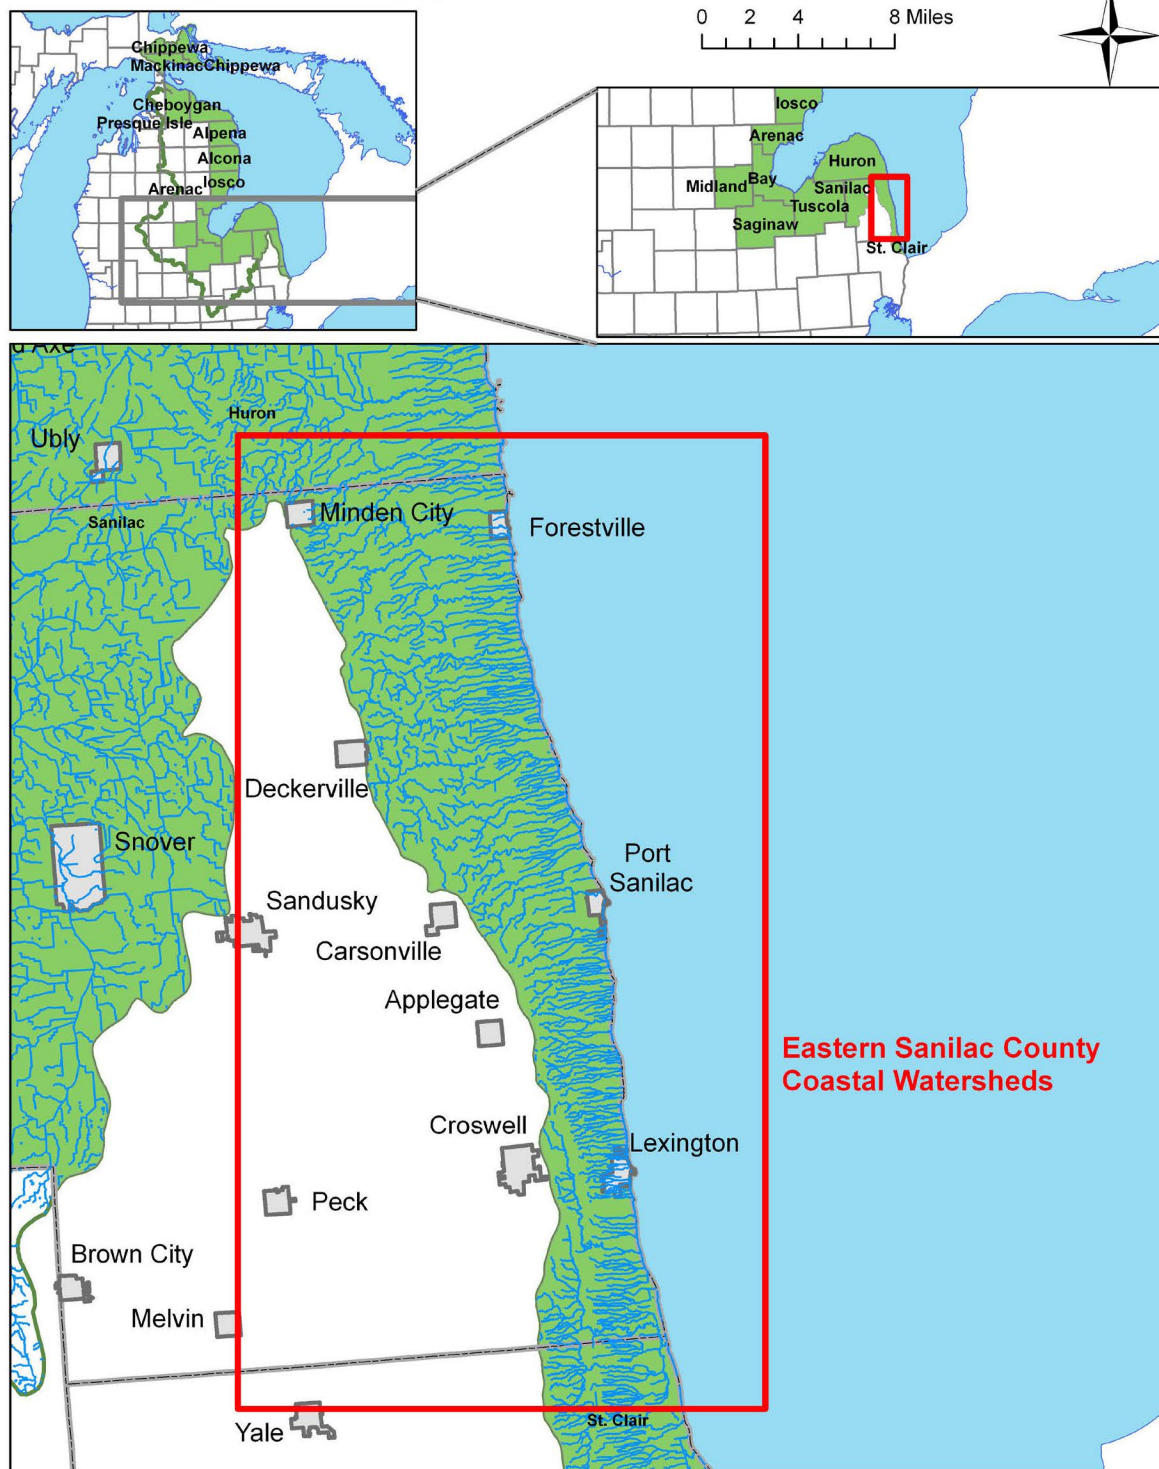 0 2 4 8 Miles
Chippewa
Mackinac Chippewa
Cheboygan
Presque Isle
Alpena
Alcona
Iosco
Arenac
Iosco
Arenac
Huron
Midland
Bay
Sanilac
Tuscola
Saginaw
St. Clair
d Axe
Huron
Ubly
Sanilac
Minden City
Forestville
Deckerville
Snover
Port
Sanilac
Sandusky
Carsonville
Applegate
Eastern Sanilac County
Coastal Watersheds
Croswell
Lexington
Peck
Brown City
Melvin
Yale
St. Clair